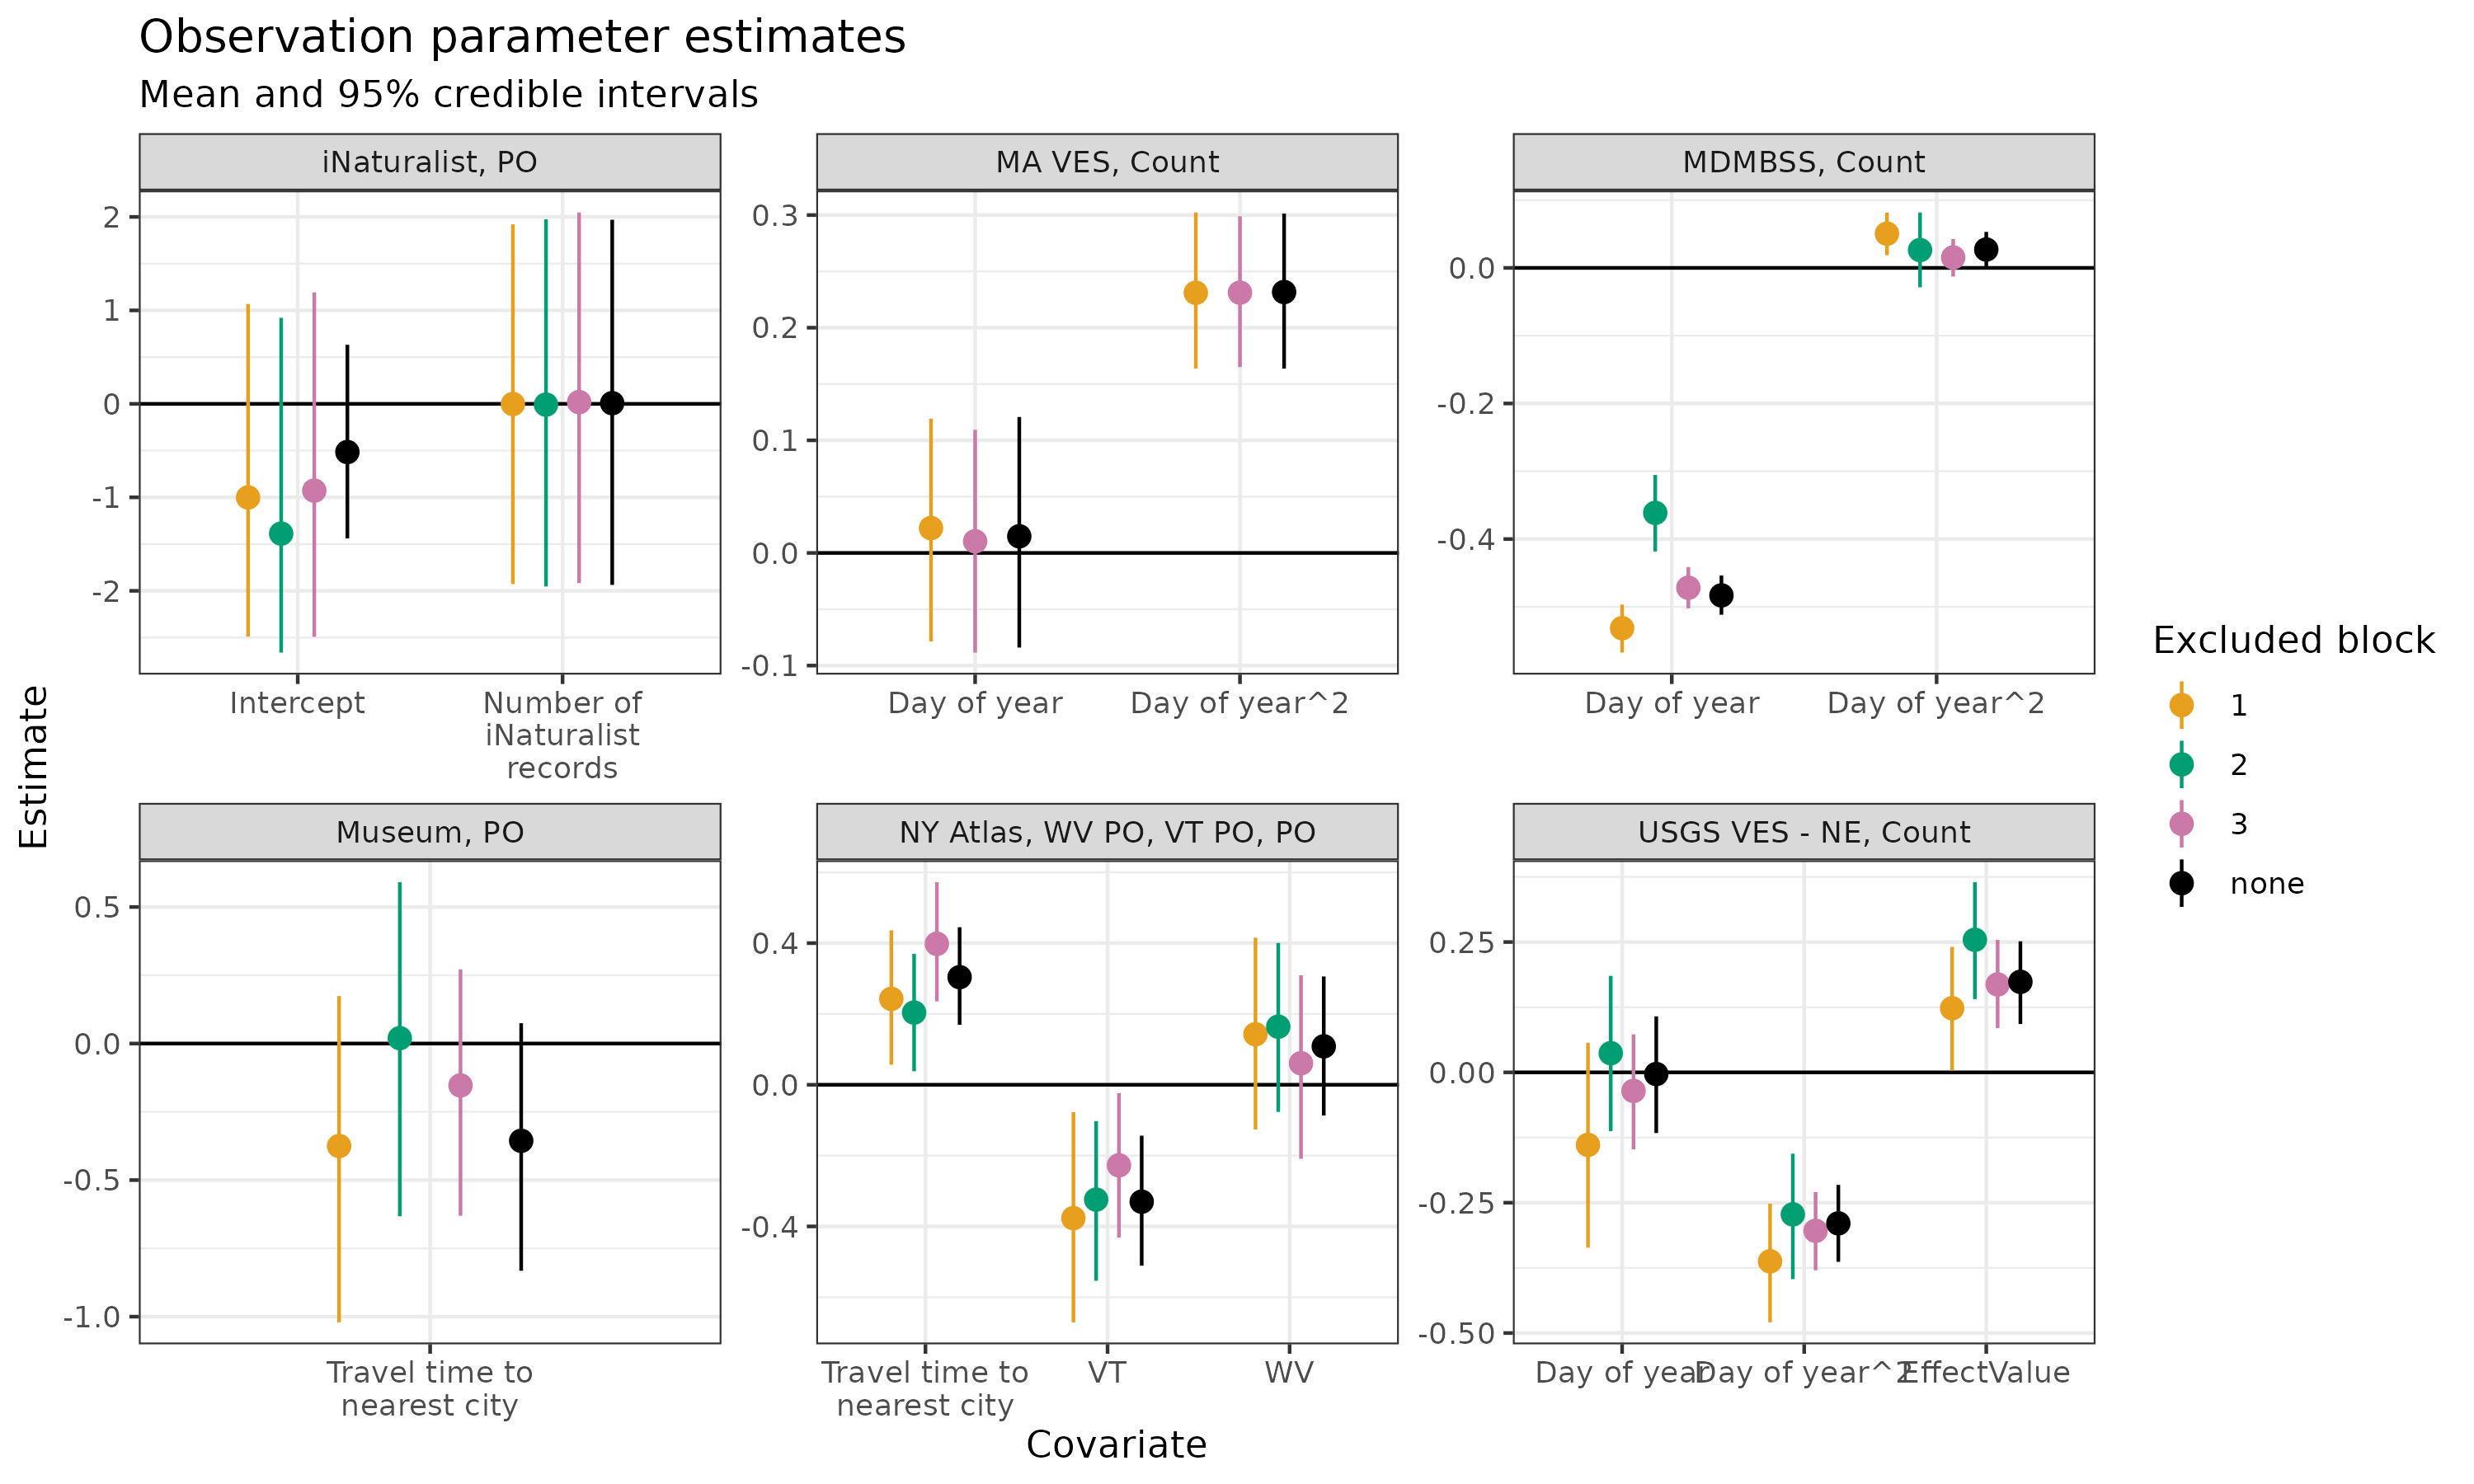 Observation parameter estimates
Mean and 95% credible intervals
iNaturalist, PO
MA VES, Count
MDMBSS, Count
2
1
0
-1
-2
0.3
0.2
0.1
0.0
-0.1
0.0
-0.2
-0.4
Intercept
Number of
iNaturalist
records
Day of year
Day of year^2
Day of year
Day of year^2
Estimate
Museum, PO
NY Atlas, WV PO, VT PO, PO
USGS VES - NE, Count
0.5
0.0
-0.5
-1.0
0.4
0.0
-0.4
0.25
0.00
-0.25
-0.50
Travel time to
nearest city
Travel time to
nearest city
VT
WV
Day of year
Day of year^2
EffectValue
Covariate
Excluded block
1
2
3
none